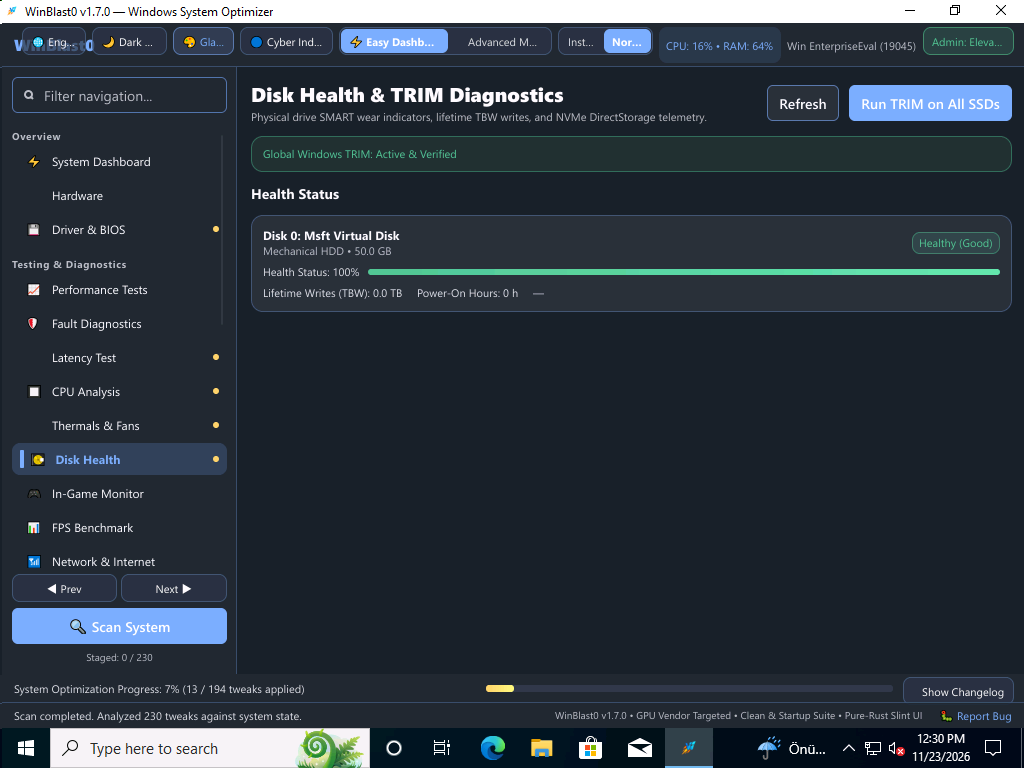 WinBlast0 v1.7.0 — Windows System Optimizer
WinBlast0
Eng...
Dark ...
Gla...
Cyber Ind...
Easy Dashb...
Advanced M...
Inst...
Nor...
CPU: 16% • RAM: 64%
Win EnterpriseEval (19045)
Admin: Eleva...
Filter navigation...
Overview
System Dashboard
Hardware
Driver & BIOS
Testing & Diagnostics
Performance Tests
Fault Diagnostics
Latency Test
CPU Analysis
Thermals & Fans
Disk Health
In-Game Monitor
FPS Benchmark
Network & Internet
◀ Prev
Next ▶
Scan System
Staged: 0 / 230
Disk Health & TRIM Diagnostics
Physical drive SMART wear indicators, lifetime TBW writes, and NVMe DirectStorage telemetry.
Refresh
Run TRIM on All SSDs
Global Windows TRIM: Active & Verified
Health Status
Disk 0: Msft Virtual Disk
Mechanical HDD • 50.0 GB
Healthy (Good)
Health Status: 100%
Lifetime Writes (TBW): 0.0 TB Power-On Hours: 0 h —
System Optimization Progress: 7% (13 / 194 tweaks applied)
Show Changelog
Scan completed. Analyzed 230 tweaks against system state.
WinBlast0 v1.7.0 • GPU Vendor Targeted • Clean & Startup Suite • Pure-Rust Slint UI
Report Bug
Type here to search
Önü...
12:30 PM
11/23/2026